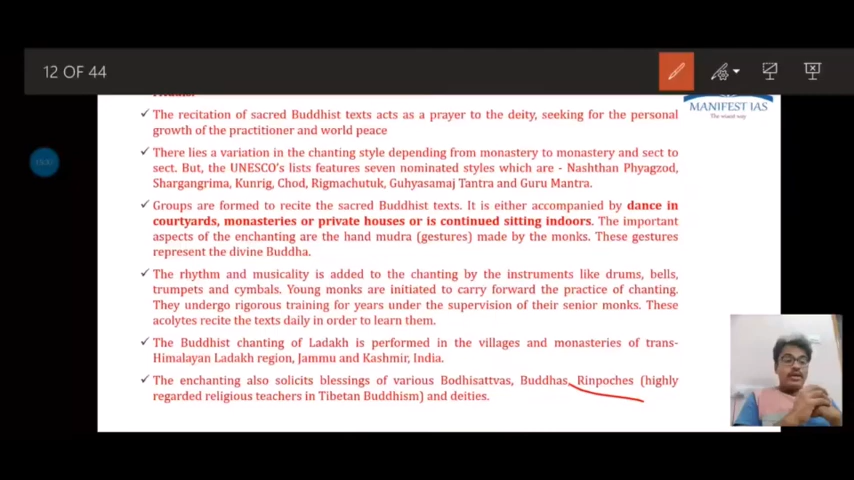 12 OF 44
MANIFEST IAS
✓ The recitation of sacred Buddhist texts acts as a prayer to the deity, seeking for the personal
growth of the practitioner and world peace
✓ There lies a variation in the chanting style depending from monastery to monastery and sect to
sect. But, the UNESCO's lists features seven nominated styles which are - Nashthan Phyagzod,
Shargangrima, Kunrig, Chod, Rigmachutuk, Guhyasamaj Tantra and Guru Mantra.
✓ Groups are formed to recite the sacred Buddhist texts. It is either accompanied by dance in
courtyards, monasteries or private houses or is continued sitting indoors. The important
aspects of the enchanting are the hand mudra (gestures) made by the monks. These gestures
represent the divine Buddha.
✓ The rhythm and musicality is added to the chanting by the instruments like drums, bells,
trumpets and cymbals. Young monks are initiated to carry forward the practice of chanting.
They undergo rigorous training for years under the supervision of their senior monks. These
acolytes recite the texts daily in order to learn them.
✓ The Buddhist chanting of Ladakh is performed in the villages and monasteries of trans-
Himalayan Ladakh region, Jammu and Kashmir, India.
✓ The enchanting also solicits blessings of various Bodhisattvas, Buddhas, Rinpoches (highly
regarded religious teachers in Tibetan Buddhism) and deities.